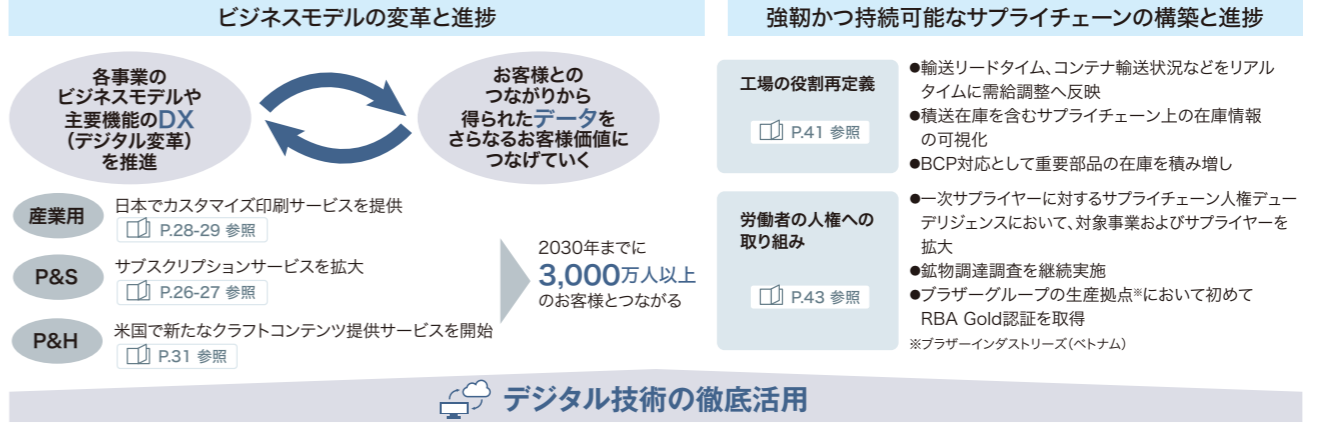 ビジネスモデルの変革と進捗
各事業の
ビジネスモデルや
主要機能のDX
(デジタル変革)
を推進
お客様との
つながりから
得られたデータを
さらなるお客様価値に
つなげていく
産業用
日本でカスタマイズ印刷サービスを提供
P.28-29 参照
P&S
サブスクリプションサービスを拡大
P.26-27 参照
P&H
米国で新たなクラフトコンテンツ提供サービスを開始
P.31 参照
2030年までに
3,000万人以上
のお客様とつながる
強靭かつ持続可能なサプライチェーンの構築と進捗
工場の役割再定義
P.41 参照
●輸送リードタイム、コンテナ輸送状況などをリアル
タイムに需給調整へ反映
●積送在庫を含むサプライチェーン上の在庫情報
の可視化
●BCP対応として重要部品の在庫を積み増し
労働者の人権への
取り組み
P.43 参照
●一次サプライヤーに対するサプライチェーン人権デュー
デリジェンスにおいて、対象事業およびサプライヤーを
拡大
●鉱物調達調査を継続実施
●ブラザーグループの生産拠点※において初めて
RBA Gold認証を取得
※ブラザーインダストリーズ(ベトナム)
デジタル技術の徹底活用